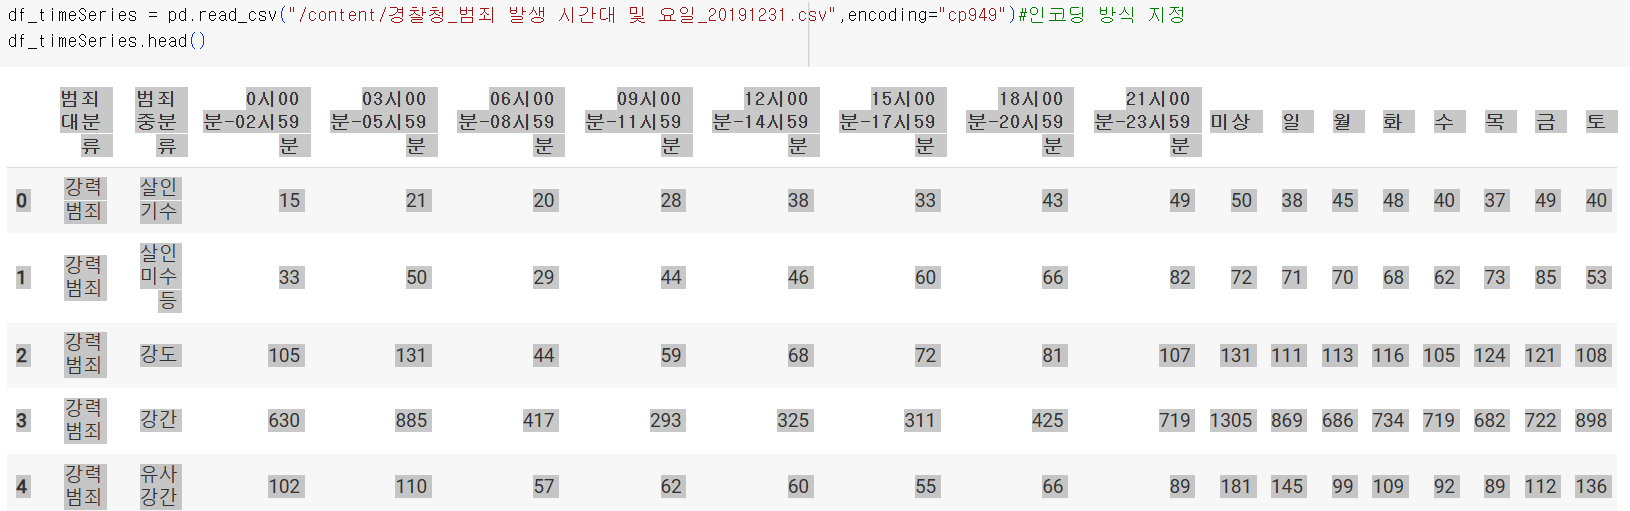 df_timeSeries = pd.read_csv("/content/경찰청_범죄 발생 시간대 및 요일_20191231.csv",encoding="cp949")#인코딩 방식 지정
df_timeSeries.head()
범죄 범죄 0시00 03시00 06시00 09시00 12시00 15시00 18시00 21시00
대분 중분 분-02시59 분-05시59 분-08시59 분-11시59 분-14시59 분-17시59 분-20시59 분-23시59 미상 일 월 화 수 목 금 토
류 류 분 분 분 분 분 분 분 분
강력 살인
0 15 21 20 28 38 33 43 49 50 38 45 48 40 37 49 40
범죄 기수
살인
강력 미수
1 33 50 29 44 46 60 66 82 72 71 70 68 62 73 85 53
범죄 등
강력
2 강도 105 131 44 59 68 72 81 107 131 111 113 116 105 124 121 108
범죄
강력
3 강간 630 885 417 293 325 311 425 719 1305 869 686 734 719 682 722 898
범죄
강력 유사
4 102 110 57 62 60 55 66 89 181 145 99 109 92 89 112 136
범죄 강간